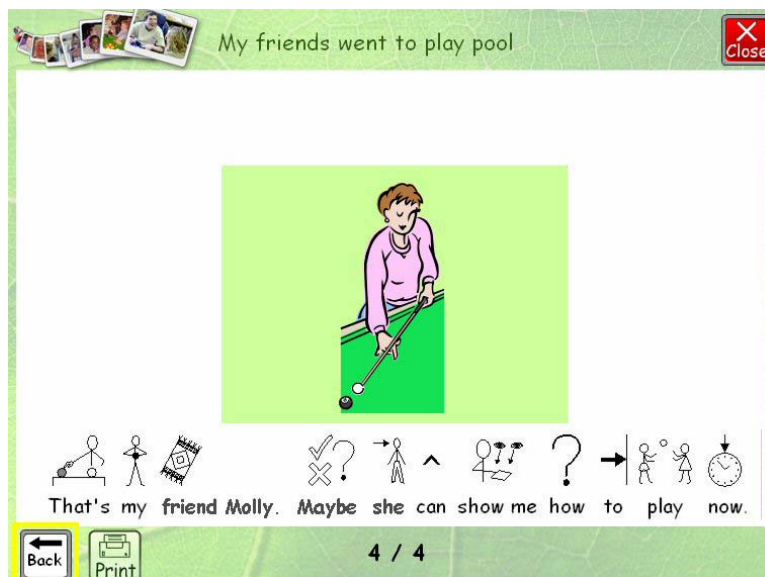 My friends went to play pool
Close
That's my friend Molly. Maybe she can show me how to play now.
Back
Print
4 / 4